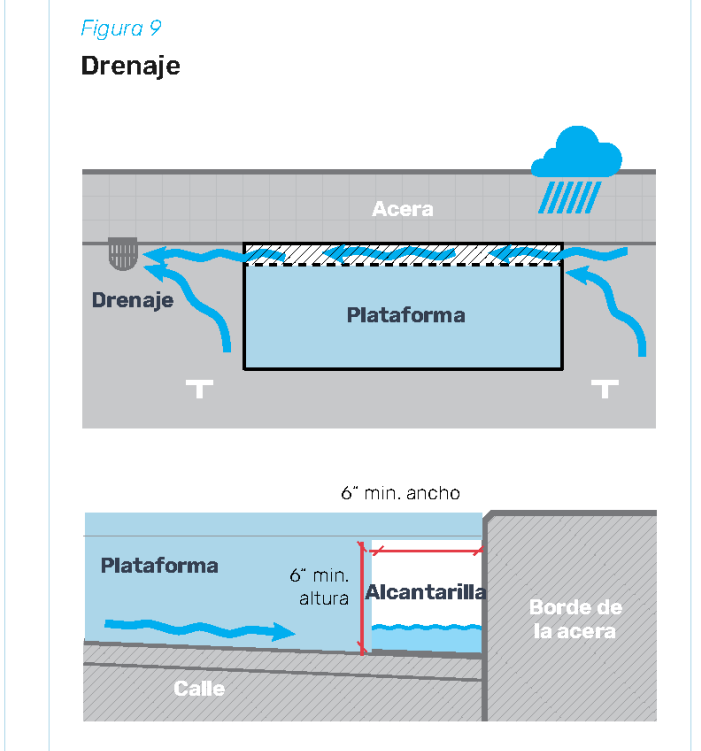 Figura 9
Drenaje
Acera
Drenaje
Plataforma
6" min. ancho
Plataforma
6" min.
altura
Alcantarilla
Borde de
la acera
Calle